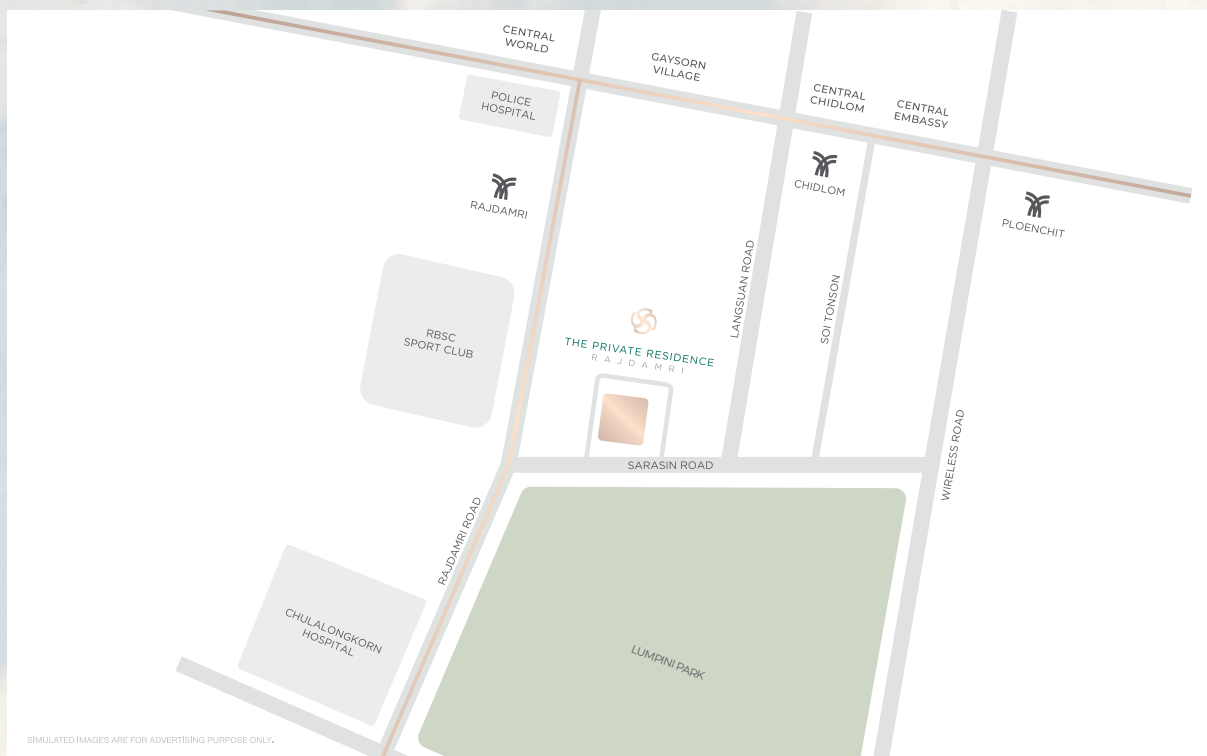 CENTRAL
WORLD
GAYSORN
VILLAGE
CENTRAL
CHIDLOM
CENTRAL
EMBASSY
POLICE
HOSPITAL
RAJDAMRI
CHIDLOM
PLOENCHIT
LANGSUAN ROAD
SOI TONSON
RBSC
SPORT CLUB
THE PRIVATE RESIDENCE
RAJDAMRI
SARASIN ROAD
WIRELESS ROAD
RAJDAMRI ROAD
CHULALONGKORN
HOSPITAL
LUMPINI PARK
SIMULATED IMAGES ARE FOR ADVERTISING PURPOSE ONLY.